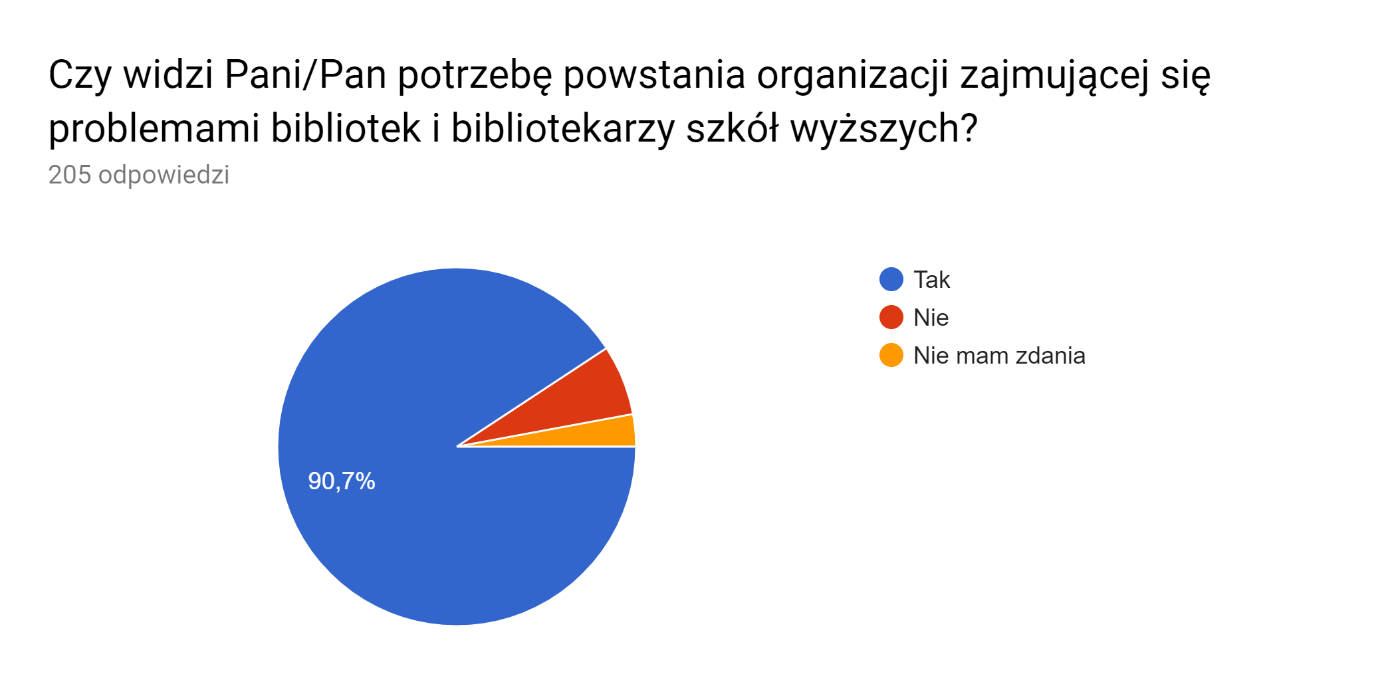 Czy widzi Pani/Pan potrzebę powstania organizacji zajmującej się
problemami bibliotek i bibliotekarzy szkół wyższych?
205 odpowiedzi
Tak
Nie
Nie mam zdania
90,7%